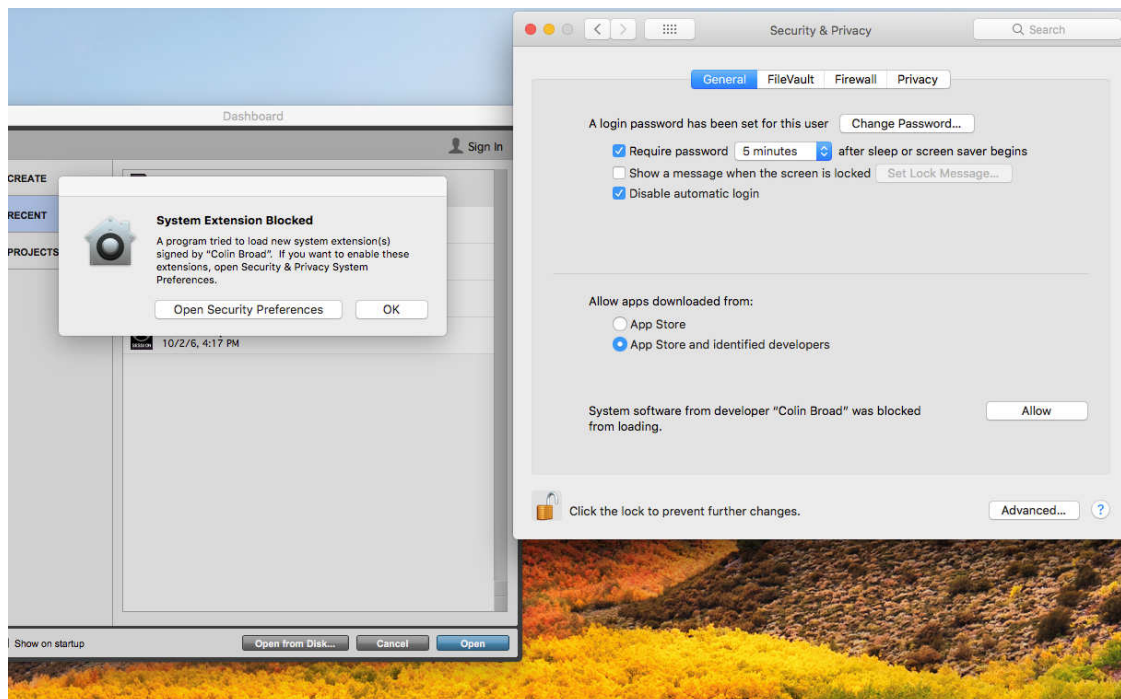 Dashboard
Sign In
CREATE
RECENT
PROJECTS
System Extension Blocked
A program tried to load new system extension(s)
signed by “Colin Broad”. If you want to enable these
extensions, open Security & Privacy System
Preferences.
Open Security Preferences
OK
SESSION
10/2/6, 4:17 PM
Show on startup
Open from Disk...
Cancel
Open
Security & Privacy
Search
General
FileVault
Firewall
Privacy
A login password has been set for this user
Change Password...
Require password
5 minutes
after sleep or screen saver begins
Show a message when the screen is locked
Set Lock Message...
Disable automatic login
Allow apps downloaded from:
App Store
App Store and identified developers
System software from developer “Colin Broad” was blocked
from loading.
Allow
Click the lock to prevent further changes.
Advanced...
?